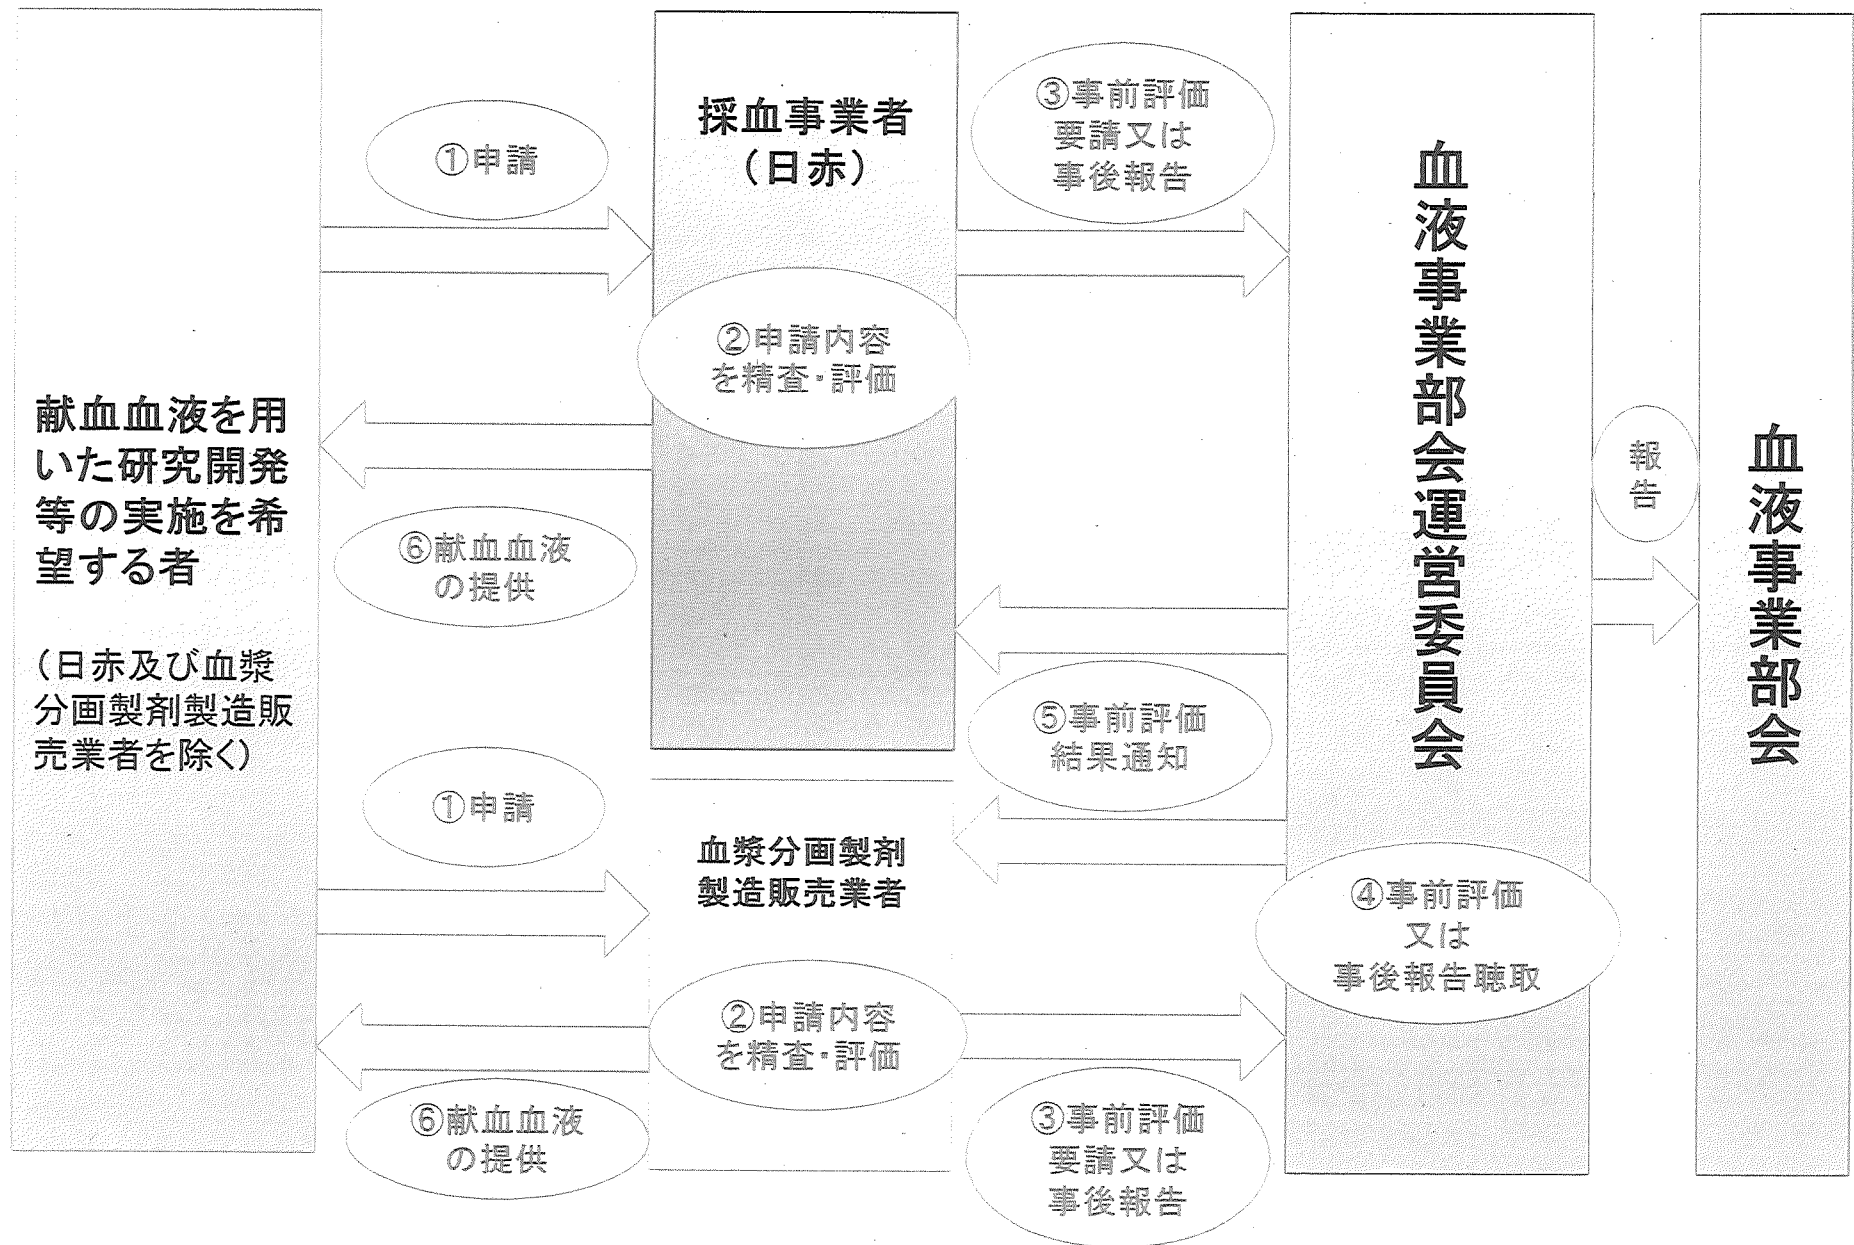 献血血液を用
いた研究開発
等の実施を希
望する者
（日赤及び血漿
分画製剤製造販
売業者を除く）
①申請
⑥献血血液
の提供
①申請
⑥献血血液
の提供
採血事業者
（日赤）
②申請内容
を精査・評価
血漿分画製剤
製造販売業者
②申請内容
を精査・評価
③事前評価
要請又は
事後報告
⑤事前評価
結果通知
③事前評価
要請又は
事後報告
血液事業部会運営委員会
④事前評価
又は
事後報告聴取
報
告
血液事業部会